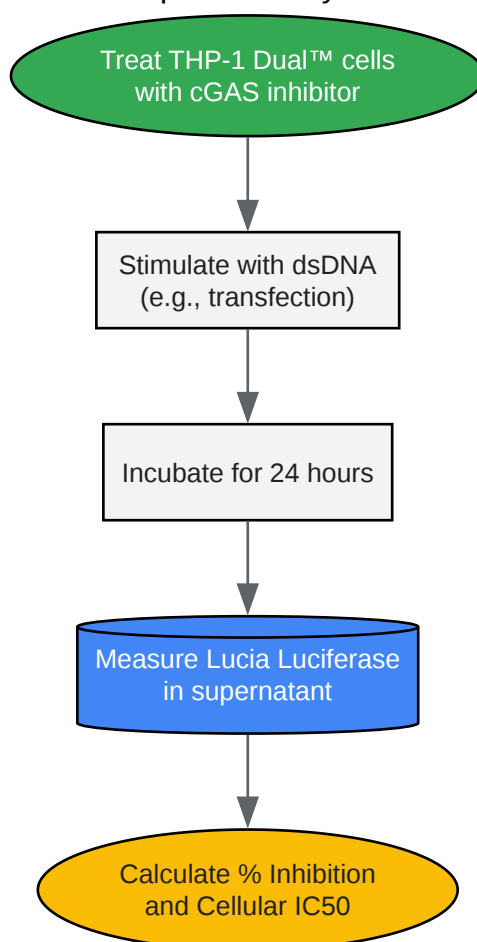 Treat THP-1 Dual™ cells
with cGAS inhibitor
Stimulate with dsDNA
(e.g., transfection)
Incubate for 24 hours
Measure Lucia Luciferase
in supernatant
Calculate % Inhibition
and Cellular IC50